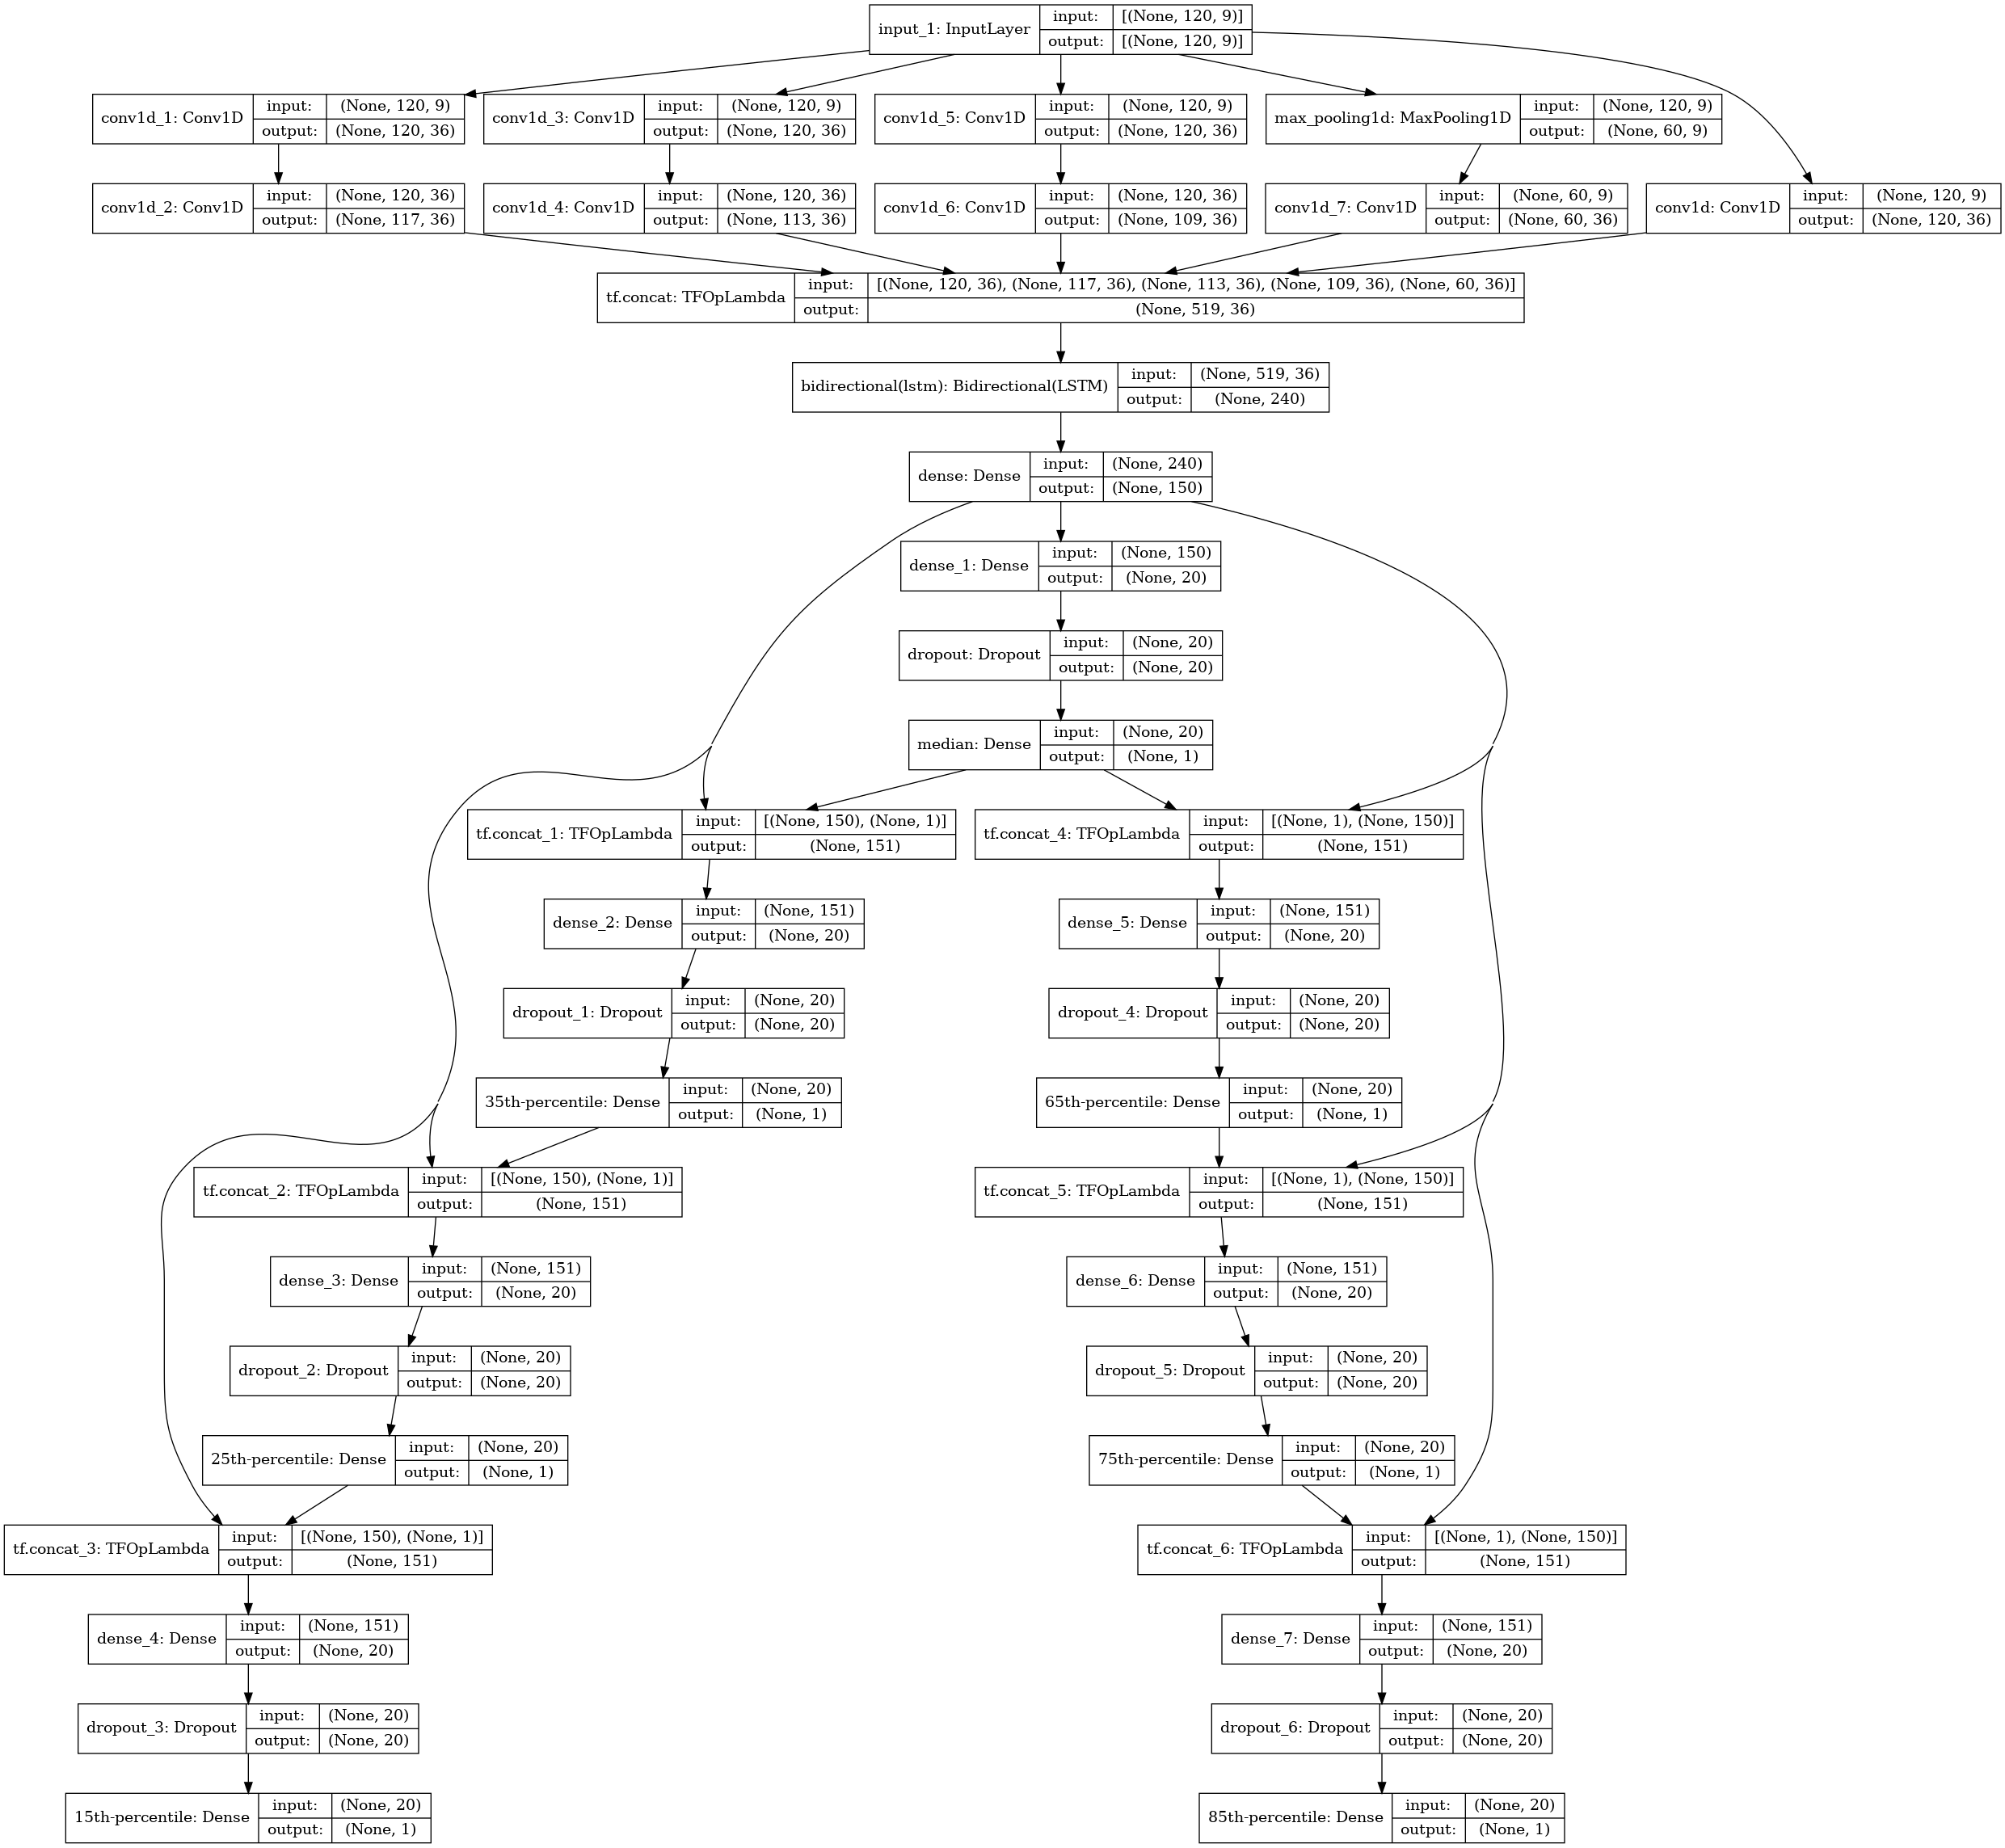 input_1: InputLayer input: [(None, 120, 9)]
output: [(None, 120, 9)]
conv1d_1: Conv1D input: (None, 120, 9)
output: (None, 120, 36)
conv1d_3: Conv1D input: (None, 120, 9)
output: (None, 120, 36)
conv1d_5: Conv1D input: (None, 120, 9)
output: (None, 120, 36)
max_pooling1d: MaxPooling1D input: (None, 120, 9)
output: (None, 60, 9)
conv1d_2: Conv1D input: (None, 120, 36)
output: (None, 117, 36)
conv1d_4: Conv1D input: (None, 120, 36)
output: (None, 113, 36)
conv1d_6: Conv1D input: (None, 120, 36)
output: (None, 109, 36)
conv1d_7: Conv1D input: (None, 60, 9)
output: (None, 60, 36)
conv1d: Conv1D input: (None, 120, 9)
output: (None, 120, 36)
tf.concat: TFOpLambda input: [(None, 120, 36), (None, 117, 36), (None, 113, 36), (None, 109, 36), (None, 60, 36)]
output: (None, 519, 36)
bidirectional(lstm): Bidirectional(LSTM) input: (None, 519, 36)
output: (None, 240)
dense: Dense input: (None, 240)
output: (None, 150)
dense_1: Dense input: (None, 150)
output: (None, 20)
dropout: Dropout input: (None, 20)
output: (None, 20)
median: Dense input: (None, 20)
output: (None, 1)
tf.concat_1: TFOpLambda input: [(None, 150), (None, 1)]
output: (None, 151)
tf.concat_4: TFOpLambda input: [(None, 1), (None, 150)]
output: (None, 151)
dense_2: Dense input: (None, 151)
output: (None, 20)
dense_5: Dense input: (None, 151)
output: (None, 20)
dropout_1: Dropout input: (None, 20)
output: (None, 20)
dropout_4: Dropout input: (None, 20)
output: (None, 20)
35th-percentile: Dense input: (None, 20)
output: (None, 1)
65th-percentile: Dense input: (None, 20)
output: (None, 1)
tf.concat_2: TFOpLambda input: [(None, 150), (None, 1)]
output: (None, 151)
tf.concat_5: TFOpLambda input: [(None, 1), (None, 150)]
output: (None, 151)
dense_3: Dense input: (None, 151)
output: (None, 20)
dense_6: Dense input: (None, 151)
output: (None, 20)
dropout_2: Dropout input: (None, 20)
output: (None, 20)
dropout_5: Dropout input: (None, 20)
output: (None, 20)
25th-percentile: Dense input: (None, 20)
output: (None, 1)
75th-percentile: Dense input: (None, 20)
output: (None, 1)
tf.concat_3: TFOpLambda input: [(None, 150), (None, 1)]
output: (None, 151)
tf.concat_6: TFOpLambda input: [(None, 1), (None, 150)]
output: (None, 151)
dense_4: Dense input: (None, 151)
output: (None, 20)
dense_7: Dense input: (None, 151)
output: (None, 20)
dropout_3: Dropout input: (None, 20)
output: (None, 20)
dropout_6: Dropout input: (None, 20)
output: (None, 20)
15th-percentile: Dense input: (None, 20)
output: (None, 1)
85th-percentile: Dense input: (None, 20)
output: (None, 1)